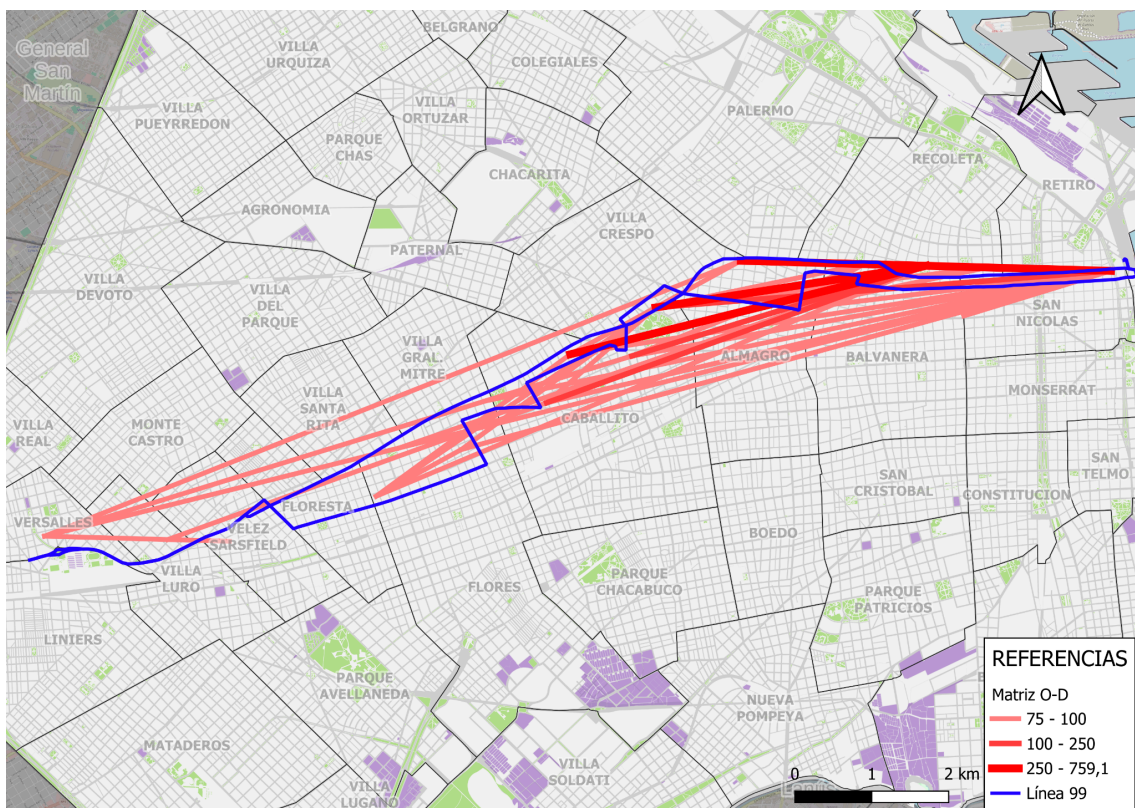 BELGRANO
General
San
Martín
VILLA
URQUIZA
COLEGIALES
VILLA
PUEYRREDON
VILLA
ORTUZAR
PALERMO
PARQUE
CHAS
RECOLETA
CHACARITA
RETIRO
AGRONOMIA
VILLA
CRESPO
PATERNAL
VILLA
DEVOTO
VILLA
DEL
PARQUE
SAN
NICOLAS
VILLA
GRAL.
MITRE
ALMAGRO
BALVANERA
MONSERRAT
VILLA
SANTA
RITA
MONTE
CASTRO
VILLA
REAL
CABALLITO
SAN
TELMO
SAN
CRISTOBAL
CONSTITUCION
FLORESTA
VERSALLES
VELEZ
SARSFIELD
BOEDO
VILLA
LURO
FLORES
PARQUE
CHACABUCO
PARQUE
PATRICIOS
LINIERS
PARQUE
AVELLANEDA
NUEVA
POMPEYA
MATADEROS
VILLA
SOLDATI
VILLA
LUGANO
REFERENCIAS
Matriz O-D
75 - 100
100 - 250
250 - 759,1
Línea 99
0 1 2 km